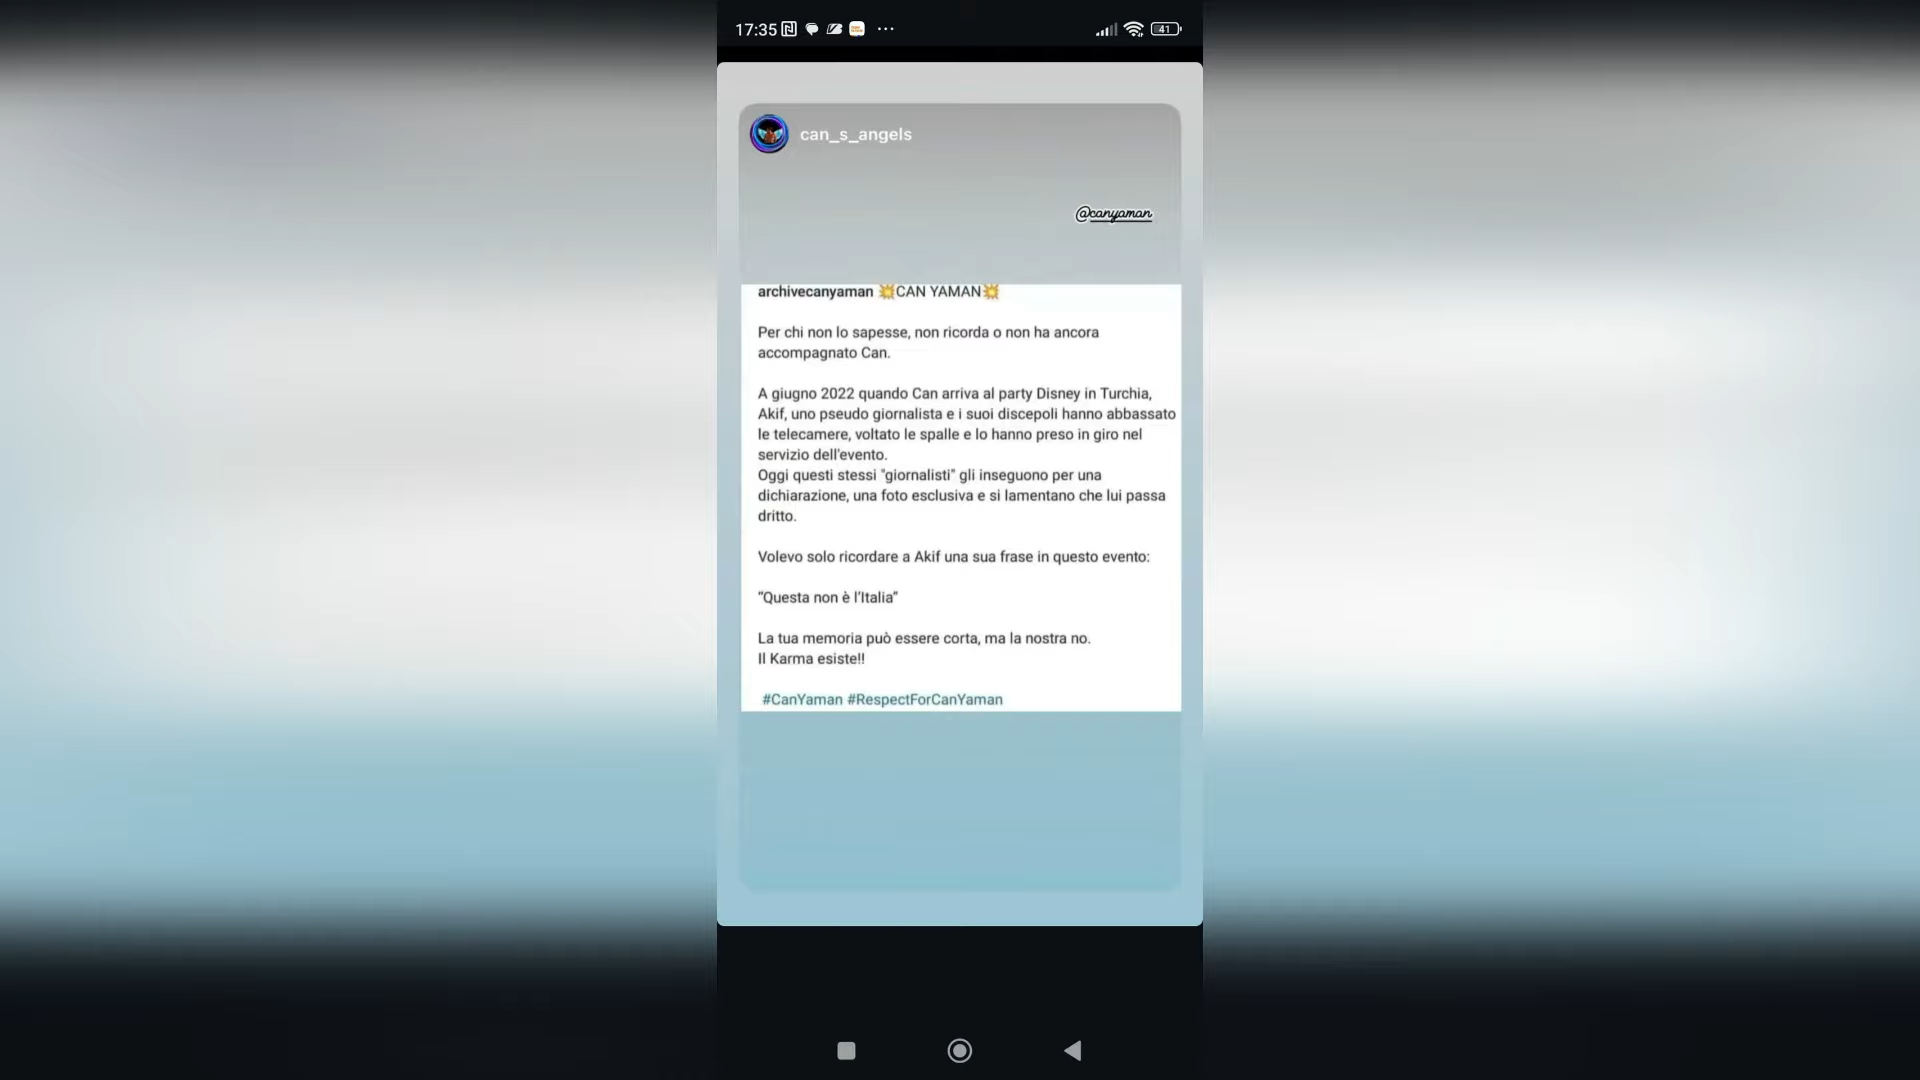 17:35
41
can_s_angels
@canyaman
archivecanyaman 💥CAN YAMAN💥
Per chi non lo sapesse, non ricorda o non ha ancora
accompagnato Can.
A giugno 2022 quando Can arriva al party Disney in Turchia,
Akif, uno pseudo giornalista e i suoi discepoli hanno abbassato
le telecamere, voltato le spalle e lo hanno preso in giro nel
servizio dell'evento.
Oggi questi stessi "giornalisti" gli inseguono per una
dichiarazione, una foto esclusiva e si lamentano che lui passa
dritto.
Volevo solo ricordare a Akif una sua frase in questo evento:
“Questa non è l’Italia”
La tua memoria può essere corta, ma la nostra no.
Il Karma esiste!!
#CanYaman #RespectForCanYaman